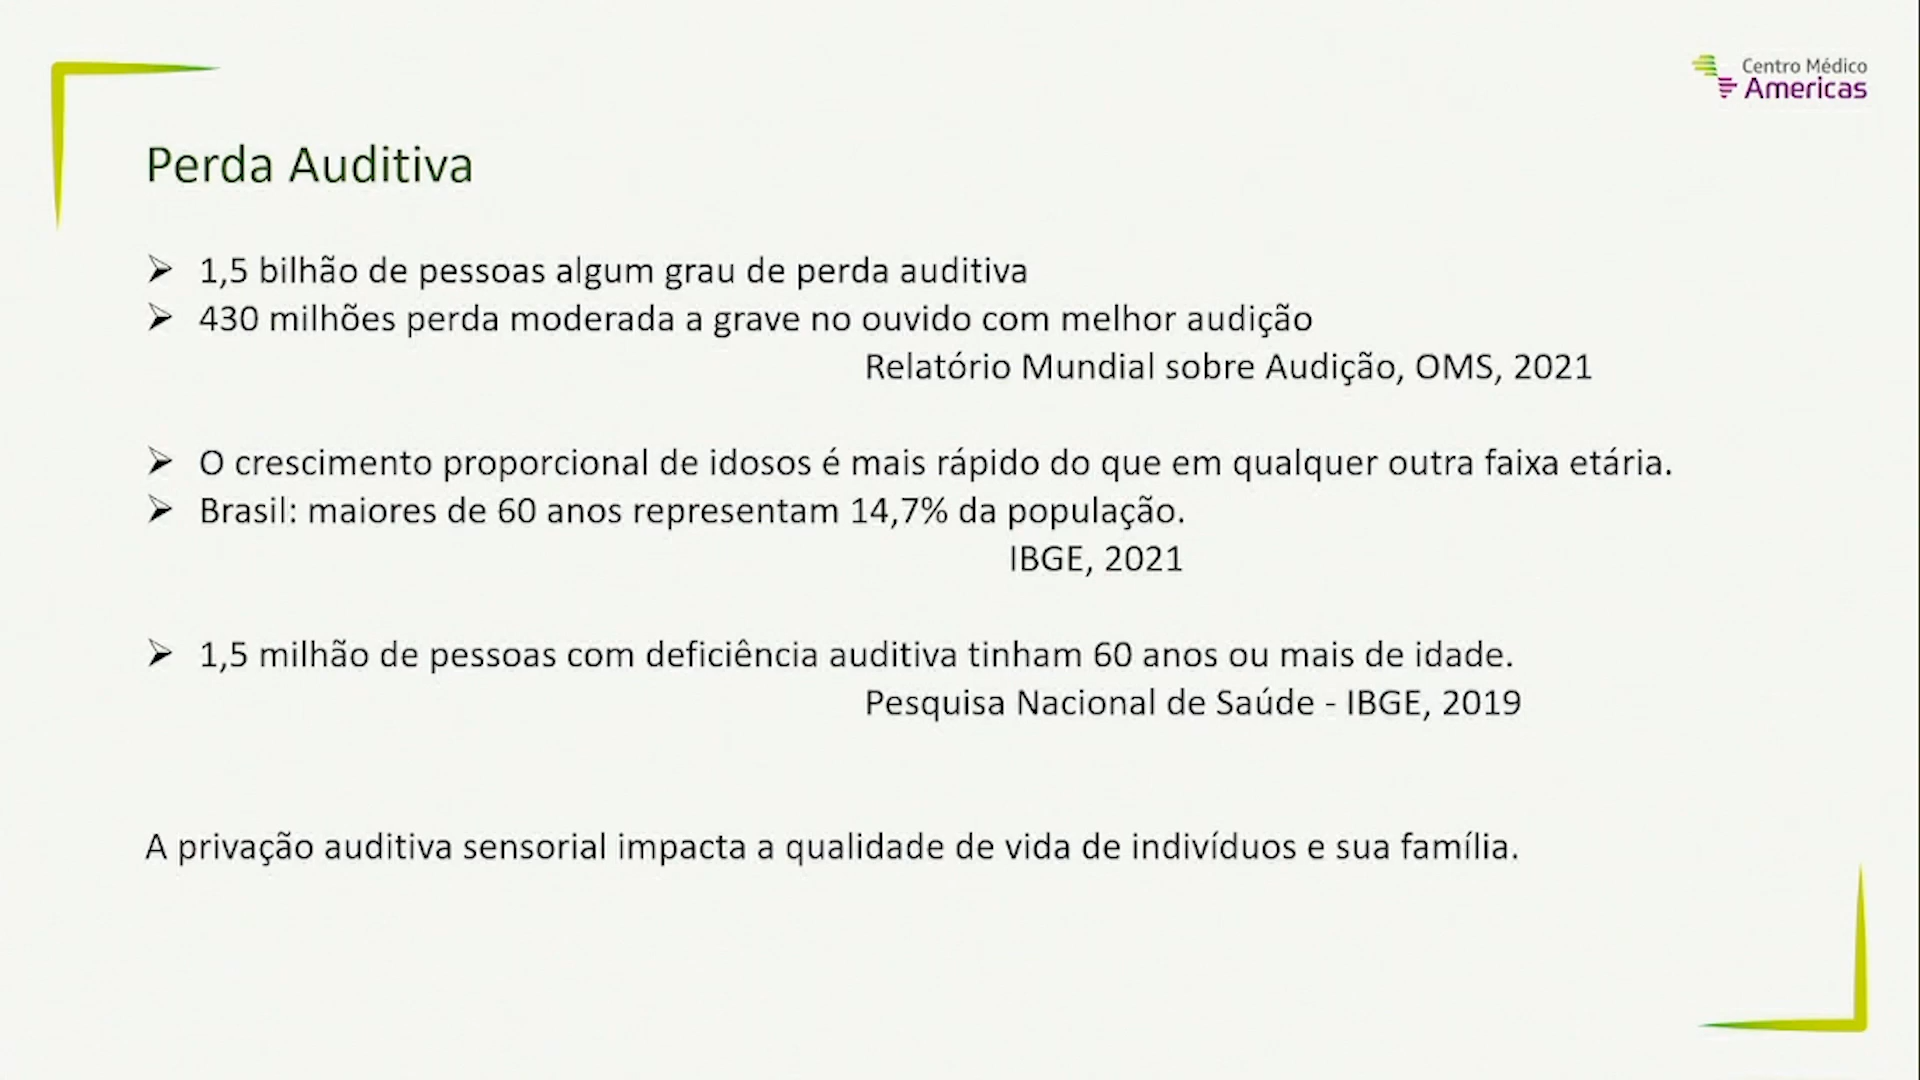 Centro Médico
Americas
Perda Auditiva
➢ 1,5 bilhão de pessoas algum grau de perda auditiva
➢ 430 milhões perda moderada a grave no ouvido com melhor audição
Relatório Mundial sobre Audição, OMS, 2021
➢ O crescimento proporcional de idosos é mais rápido do que em qualquer outra faixa etária.
➢ Brasil: maiores de 60 anos representam 14,7% da população.
IBGE, 2021
➢ 1,5 milhão de pessoas com deficiência auditiva tinham 60 anos ou mais de idade.
Pesquisa Nacional de Saúde - IBGE, 2019
A privação auditiva sensorial impacta a qualidade de vida de indivíduos e sua família.